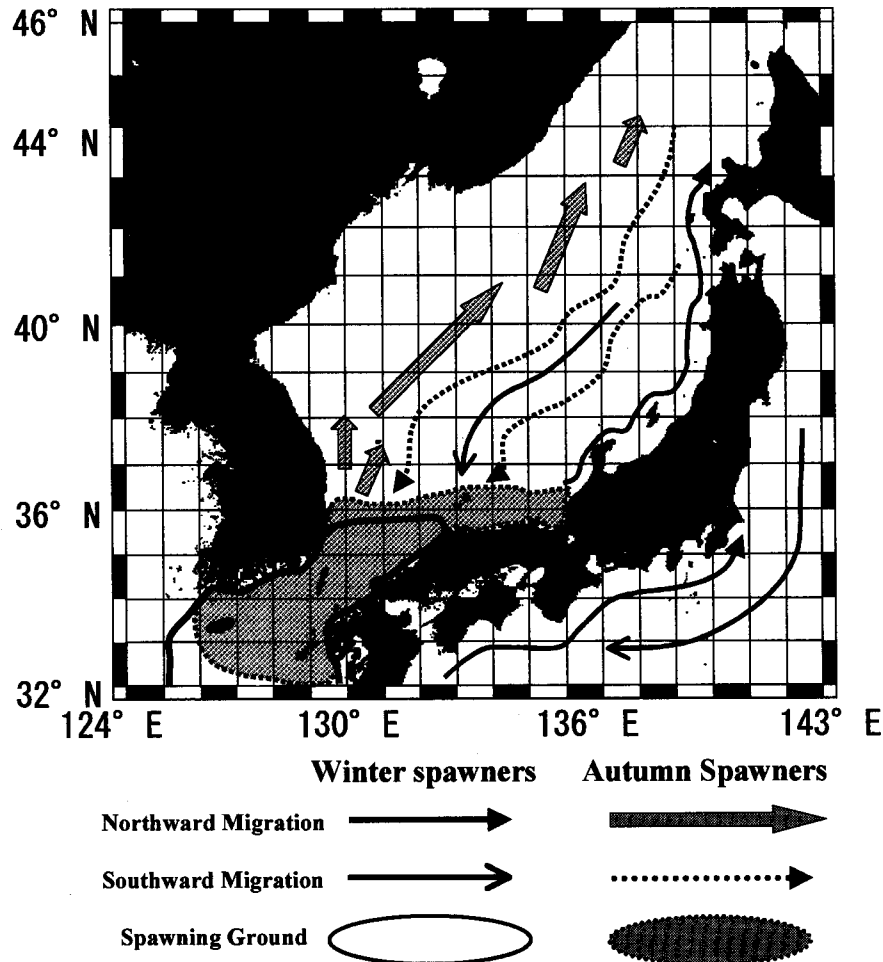 46° N
44° N
40° N
36° N
32° N
124° E 130° E 136° E 143° E
Winter spawners Autumn Spawners
Northward Migration
Southward Migration
Spawning Ground